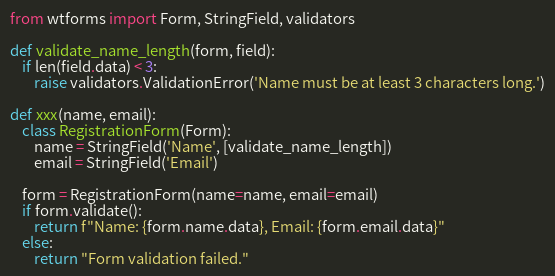 from wtforms import Form, StringField, validators

def validate_name_length(form, field):
    if len(field.data) < 3:
        raise validators.ValidationError('Name must be at least 3 characters long.')

def xxx(name, email):
    class RegistrationForm(Form):
        name = StringField('Name', [validate_name_length])
        email = StringField('Email')

    form = RegistrationForm(name=name, email=email)
    if form.validate():
        return f"Name: {form.name.data}, Email: {form.email.data}"
    else:
        return "Form validation failed."